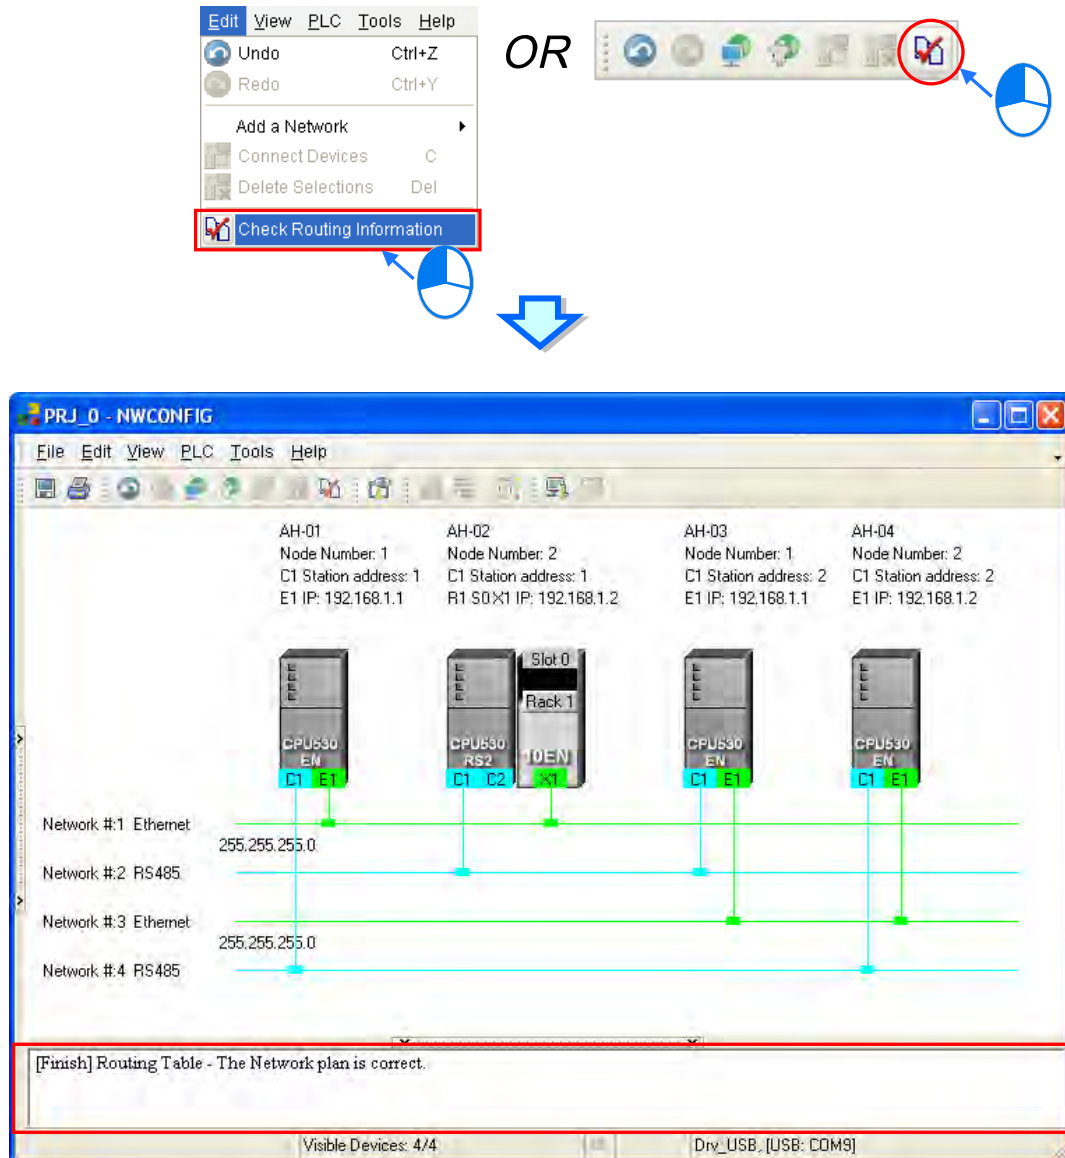 Edit View PLC Tools Help
Undo Ctrl+Z
Redo Ctrl+Y
Add a Network
Connect Devices C
Delete Selections Del
Check Routing Information
OR
PRJ_0 - NWCONFIG
File Edit View PLC Tools Help
AH-01
Node Number: 1
C1 Station address: 1
E1 IP: 192.168.1.1
AH-02
Node Number: 2
C1 Station address: 1
R1 S0X1 IP: 192.168.1.2
AH-03
Node Number: 1
C1 Station address: 2
E1 IP: 192.168.1.1
AH-04
Node Number: 2
C1 Station address: 2
E1 IP: 192.168.1.2
CPU530
EN
C1 E1
CPU530
RS2
C1 C2
Slot 0
Rack 1
10EN
X1
CPU530
EN
C1 E1
CPU530
EN
C1 E1
Network #:1 Ethernet
255.255.255.0
Network #:2 RS485
Network #:3 Ethernet
255.255.255.0
Network #:4 RS485
[Finish] Routing Table - The Network plan is correct.
Visible Devices: 4/4 Drv_USB, [USB: COM9]